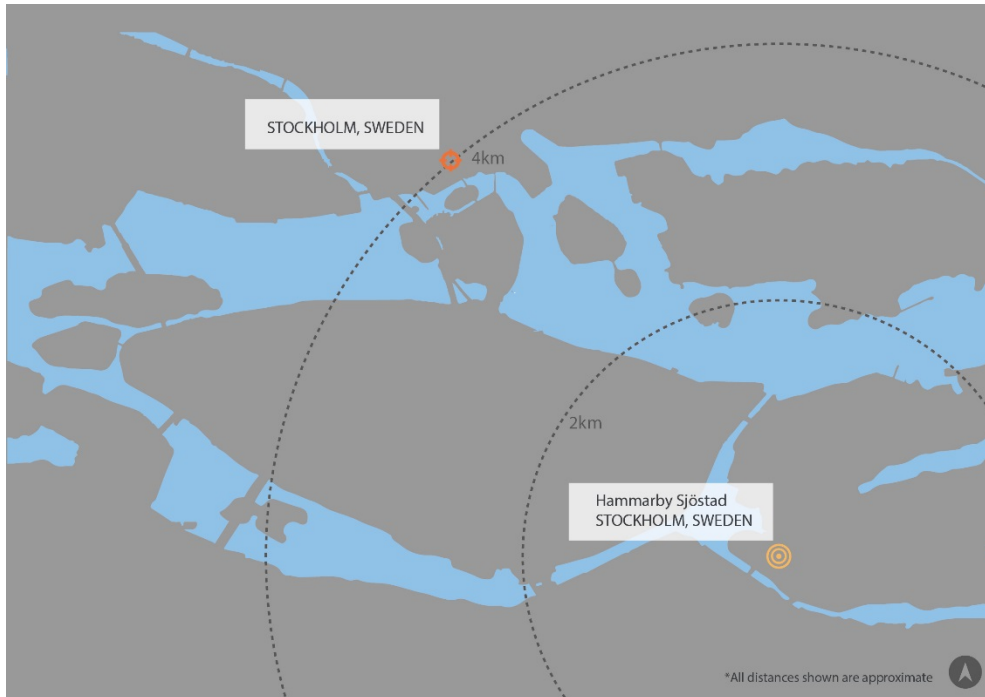 STOCKHOLM, SWEDEN
4km
2km
Hammarby Sjöstad
STOCKHOLM, SWEDEN
*All distances shown are approximate